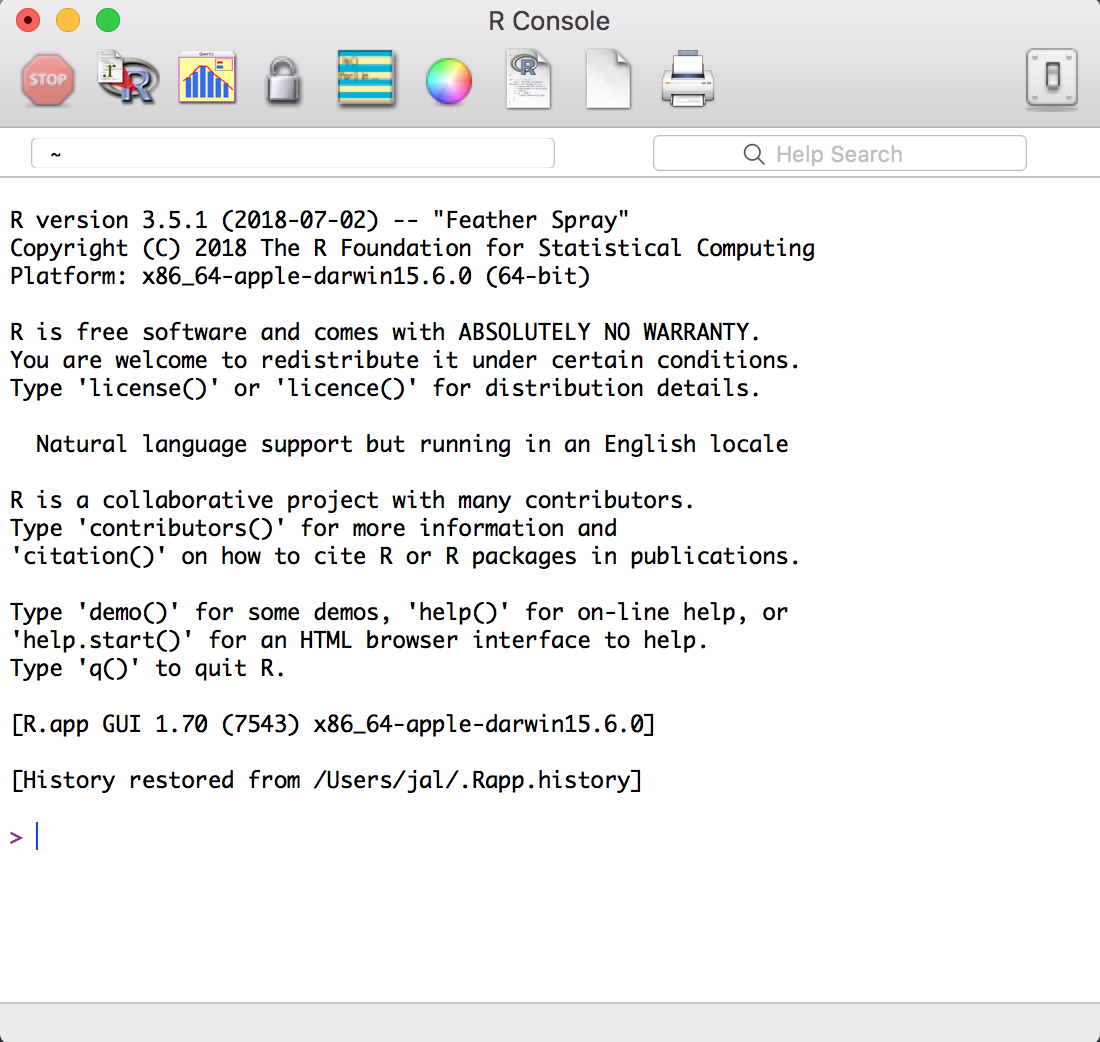 R Console
STOP
~
Help Search
R version 3.5.1 (2018-07-02) -- "Feather Spray"
Copyright (C) 2018 The R Foundation for Statistical Computing
Platform: x86_64-apple-darwin15.6.0 (64-bit)
R is free software and comes with ABSOLUTELY NO WARRANTY.
You are welcome to redistribute it under certain conditions.
Type 'license()' or 'licence()' for distribution details.
Natural language support but running in an English locale
R is a collaborative project with many contributors.
Type 'contributors()' for more information and
'citation()' on how to cite R or R packages in publications.
Type 'demo()' for some demos, 'help()' for on-line help, or
'help.start()' for an HTML browser interface to help.
Type 'q()' to quit R.
[R.app GUI 1.70 (7543) x86_64-apple-darwin15.6.0]
[History restored from /Users/jal/.Rapp.history]
>